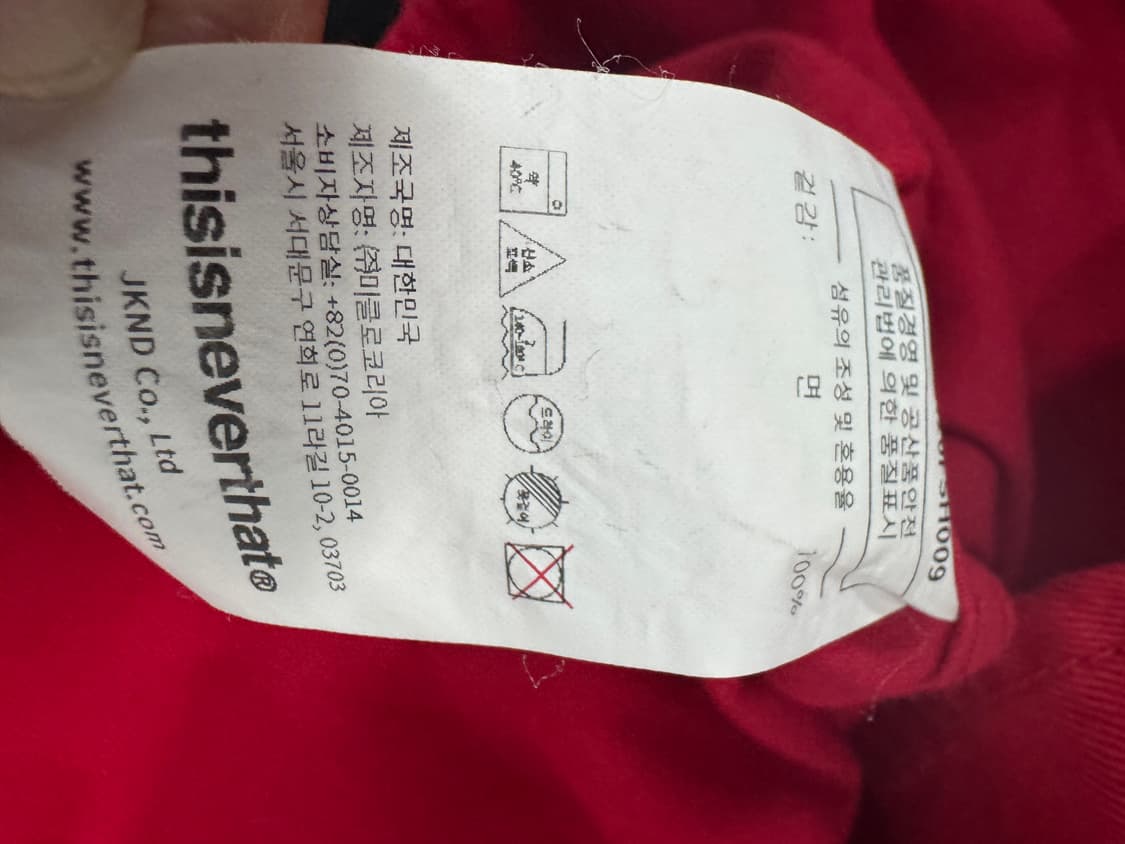 품질경영 및 공산품안전
관리법에 의한 품질표시
섬유의 조성 및 혼용율
겉감: 면 100%
약
40℃
산소
표백
드라이
옷걸이
제조국명: 대한민국
제조자명: (주)미클로코리아
소비자상담실: +82(0)70-4015-0014
서울시 서대문구 연희로 11라길 10-2, 03703
thisisneverthat®
JKND Co., Ltd
www.thisisneverthat.com